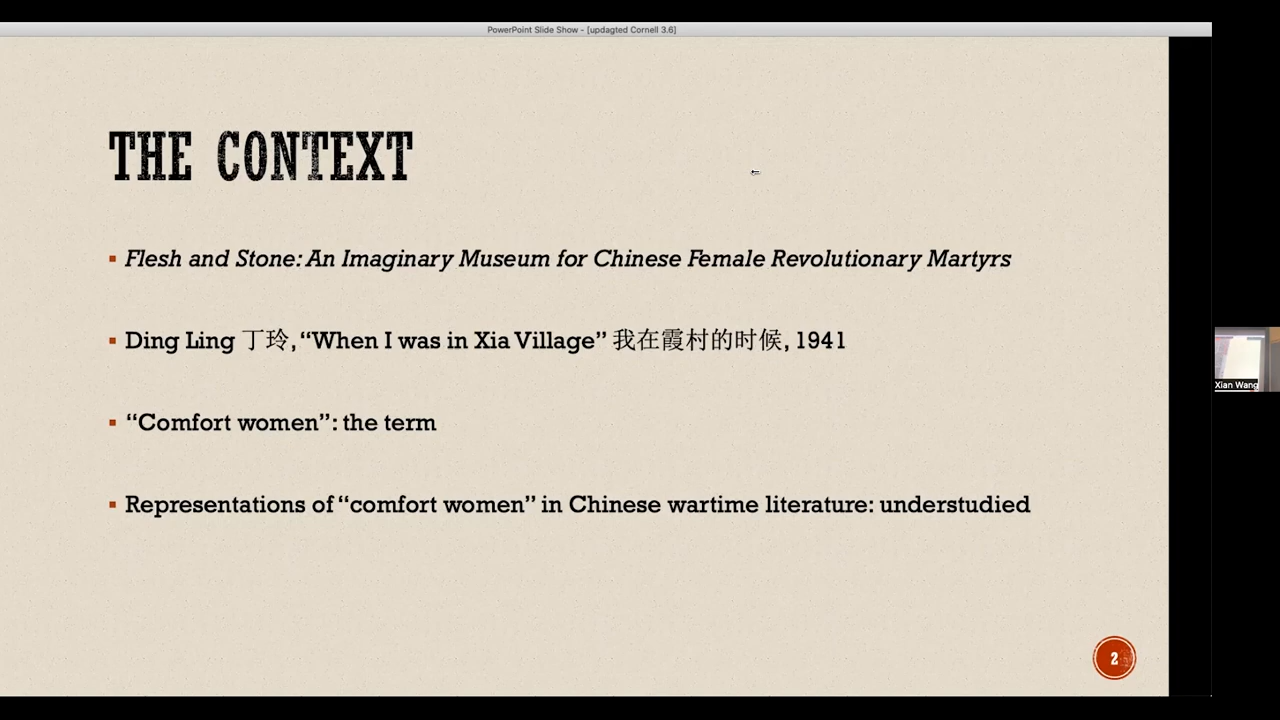 PowerPoint Slide Show - [updagted Cornell 3.6]
THE CONTEXT
Flesh and Stone: An Imaginary Museum for Chinese Female Revolutionary Martyrs
Ding Ling 丁玲, “When I was in Xia Village” 我在霞村的时候, 1941
“Comfort women”: the term
Representations of “comfort women” in Chinese wartime literature: understudied
2
Xian Wang